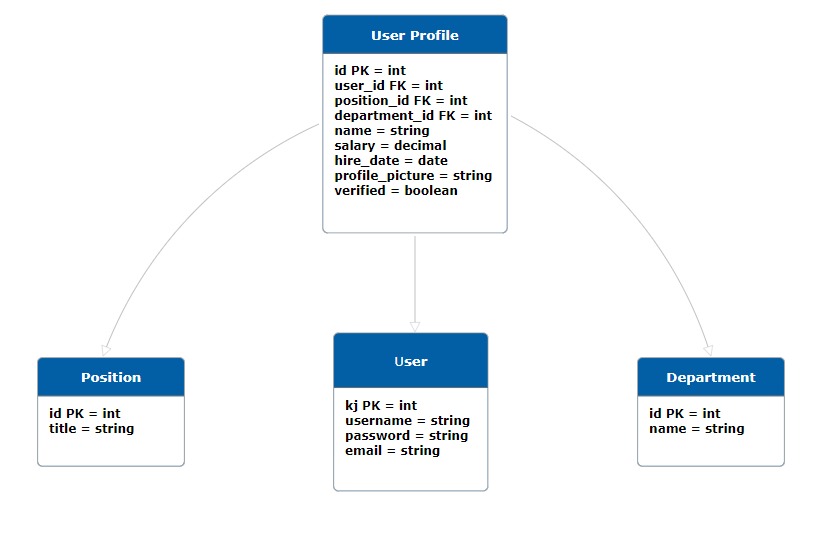 User Profile
id PK = int
user_id FK = int
position_id FK = int
department_id FK = int
name = string
salary = decimal
hire_date = date
profile_picture = string
verified = boolean
Position
id PK = int
title = string
User
kj PK = int
username = string
password = string
email = string
Department
id PK = int
name = string